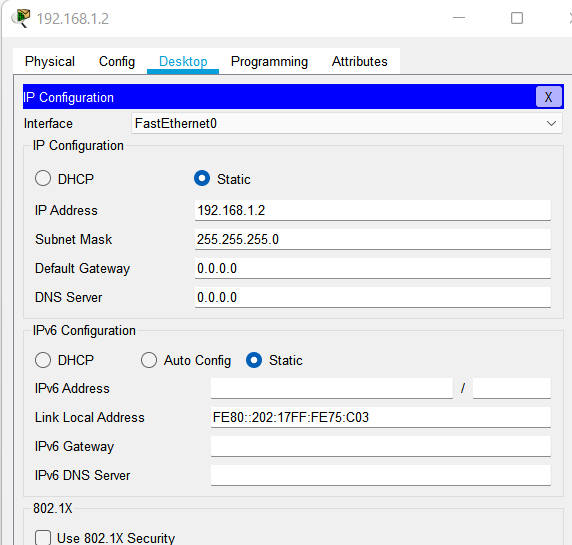 192.168.1.2
Physical Config Desktop Programming Attributes
IP Configuration X
Interface FastEthernet0
IP Configuration
DHCP Static
IP Address 192.168.1.2
Subnet Mask 255.255.255.0
Default Gateway 0.0.0.0
DNS Server 0.0.0.0
IPv6 Configuration
DHCP Auto Config Static
IPv6 Address /
Link Local Address FE80::202:17FF:FE75:C03
IPv6 Gateway
IPv6 DNS Server
802.1X
Use 802.1X Security